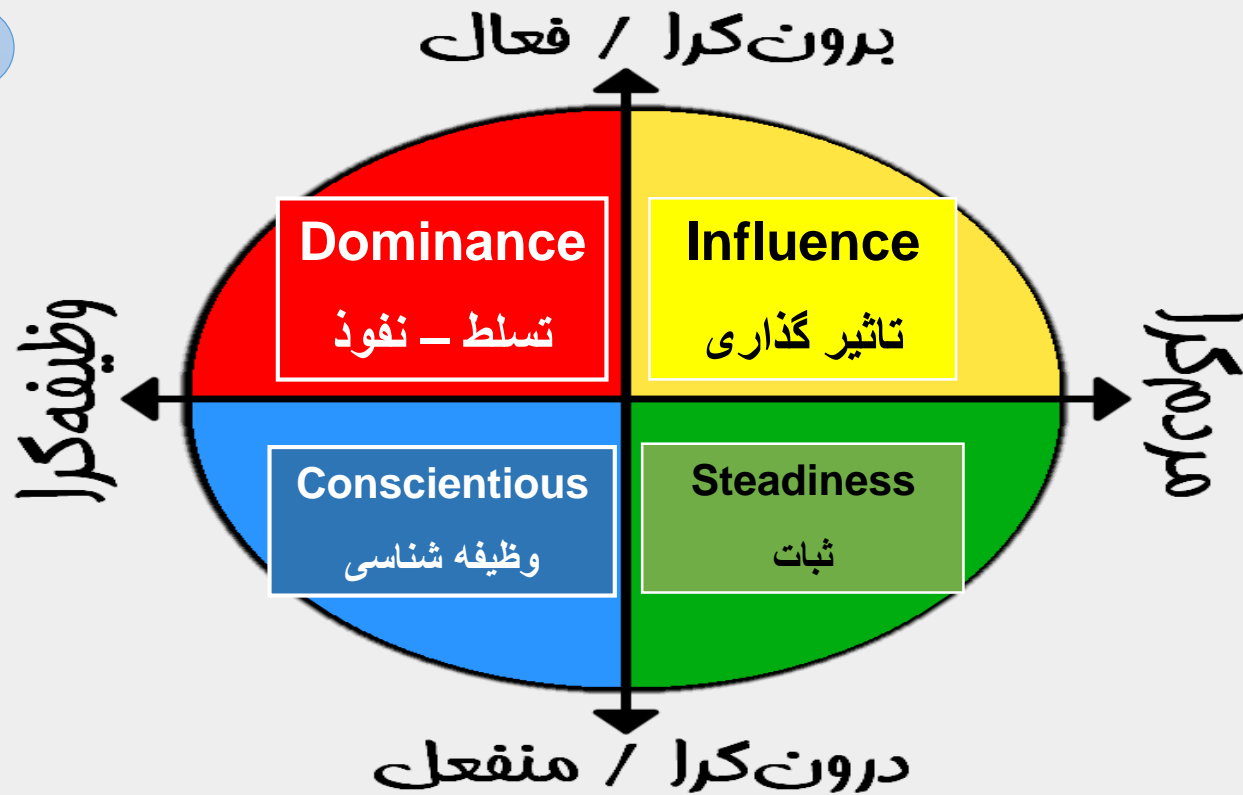 برون‌گرا / فعال
Dominance
تسلط – نفوذ
Influence
تاثیر گذاری
وظیفه‌گرا
مردم‌گرا
Conscientious
وظیفه شناسی
Steadiness
ثبات
درون‌گرا / منفعل